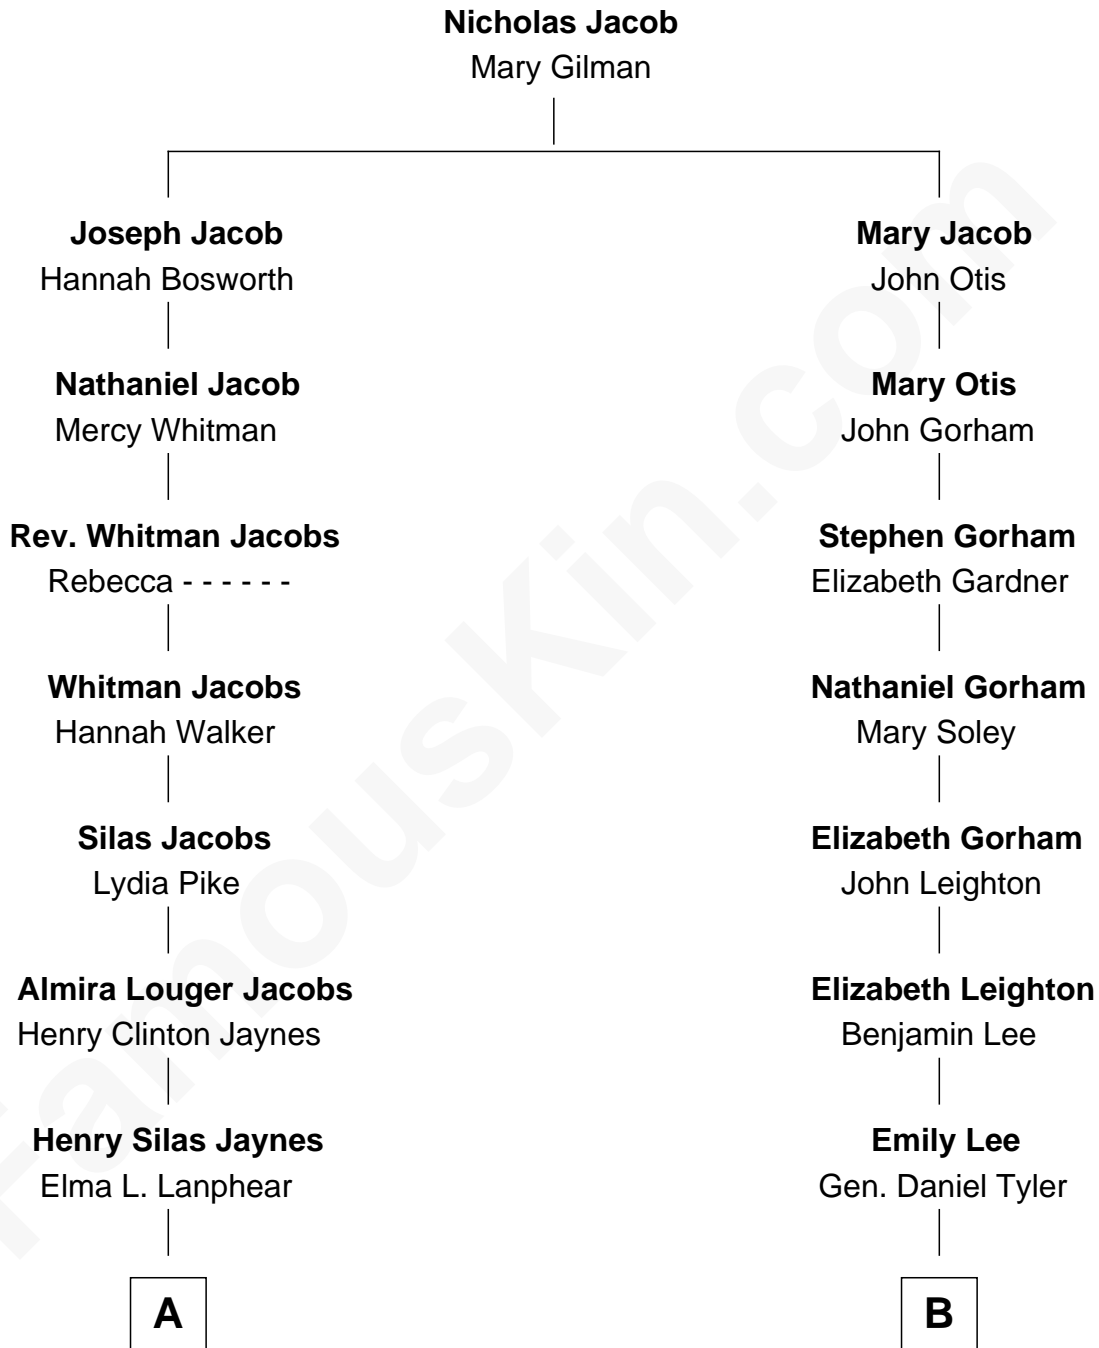 Nicholas Jacob
Mary Gilman
Joseph Jacob
Hannah Bosworth
Mary Jacob
John Otis
Nathaniel Jacob
Mercy Whitman
Mary Otis
John Gorham
Rev. Whitman Jacobs
Rebecca - - - - - -
Stephen Gorham
Elizabeth Gardner
Whitman Jacobs
Hannah Walker
Nathaniel Gorham
Mary Soley
Silas Jacobs
Lydia Pike
Elizabeth Gorham
John Leighton
Almira Louger Jacobs
Henry Clinton Jaynes
Elizabeth Leighton
Benjamin Lee
Henry Silas Jaynes
Elma L. Lanphear
Emily Lee
Gen. Daniel Tyler
A
B
FamousKin.com